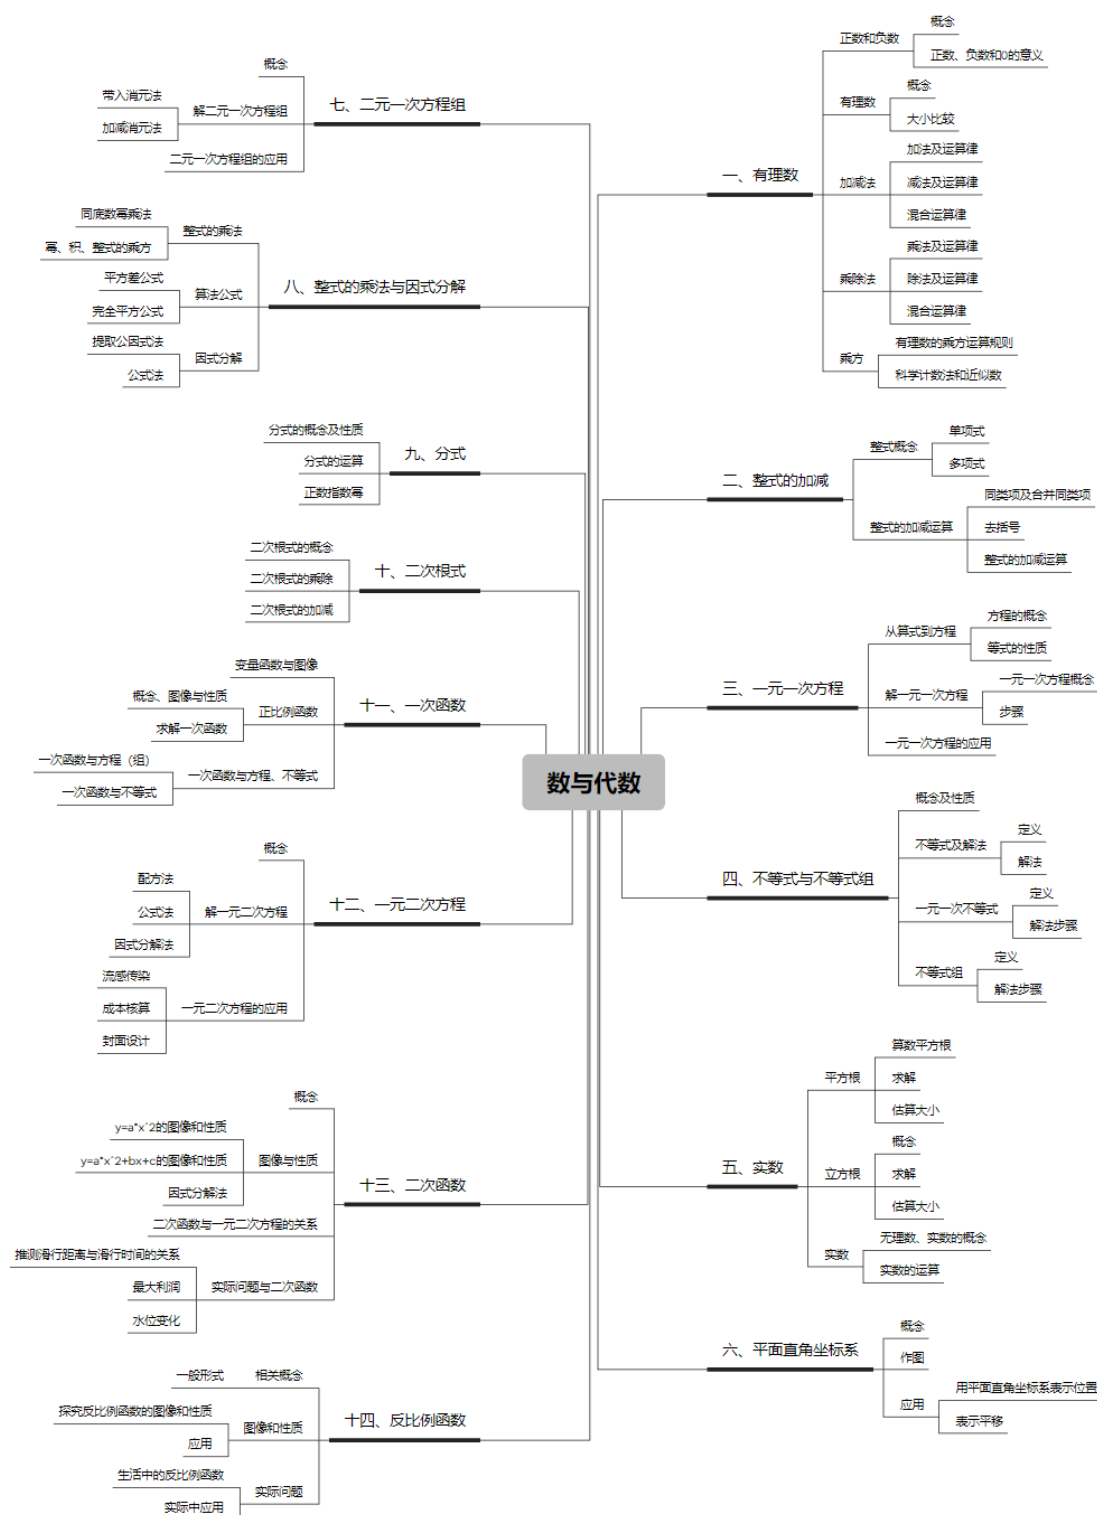 数与代数
一、有理数
正数和负数
概念
正数、负数和0的意义
有理数
概念
大小比较
加减法
加法及运算律
减法及运算律
混合运算律
乘除法
乘法及运算律
除法及运算律
混合运算律
乘方
有理数的乘方运算规则
科学计数法和近似数
二、整式的加减
整式概念
单项式
多项式
整式的加减运算
同类项及合并同类项
去括号
整式的加减运算
三、一元一次方程
从算式到方程
方程的概念
等式的性质
解一元一次方程
一元一次方程概念
步骤
一元一次方程的应用
四、不等式与不等式组
概念及性质
不等式及解法
定义
解法
一元一次不等式
定义
解法步骤
不等式组
定义
解法步骤
五、实数
平方根
算数平方根
求解
估算大小
立方根
概念
求解
估算大小
实数
无理数、实数的概念
实数的运算
六、平面直角坐标系
概念
作图
应用
用平面直角坐标系表示位置
表示平移
七、二元一次方程组
概念
解二元一次方程组
带入消元法
加减消元法
二元一次方程组的应用
八、整式的乘法与因式分解
整式的乘法
同底数幂乘法
幂、积、整式的乘方
算法公式
平方差公式
完全平方公式
因式分解
提取公因式法
公式法
九、分式
分式的概念及性质
分式的运算
正数指数幂
十、二次根式
二次根式的概念
二次根式的乘除
二次根式的加减
十一、一次函数
变量函数与图像
正比例函数
概念、图像与性质
求解一次函数
一次函数与方程、不等式
一次函数与方程（组）
一次函数与不等式
十二、一元二次方程
概念
解一元二次方程
配方法
公式法
因式分解法
一元二次方程的应用
流感传染
成本核算
封面设计
十三、二次函数
概念
图像与性质
y=a*x^2的图像和性质
y=a*x^2+bx+c的图像和性质
因式分解法
二次函数与一元二次方程的关系
实际问题与二次函数
推测滑行距离与滑行时间的关系
最大利润
水位变化
十四、反比例函数
相关概念
一般形式
图像和性质
探究反比例函数的图像和性质
应用
实际问题
生活中的反比例函数
实际中应用